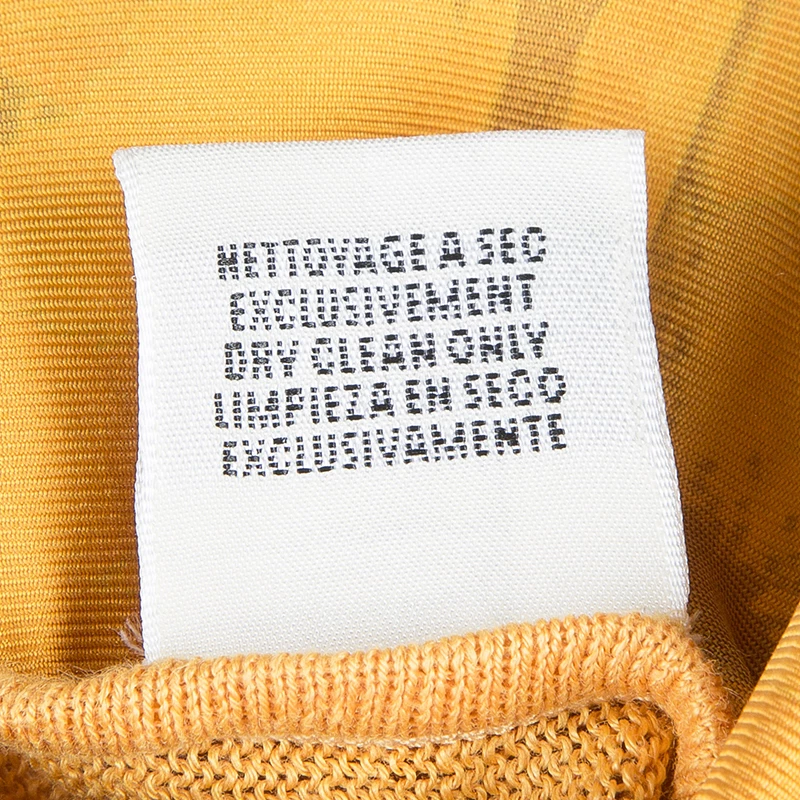 NETTOYAGE A SEC
EXCLUSIVEMENT
DRY CLEAN ONLY
LIMPIEZA EN SECO
EXCLUSIVAMENTE